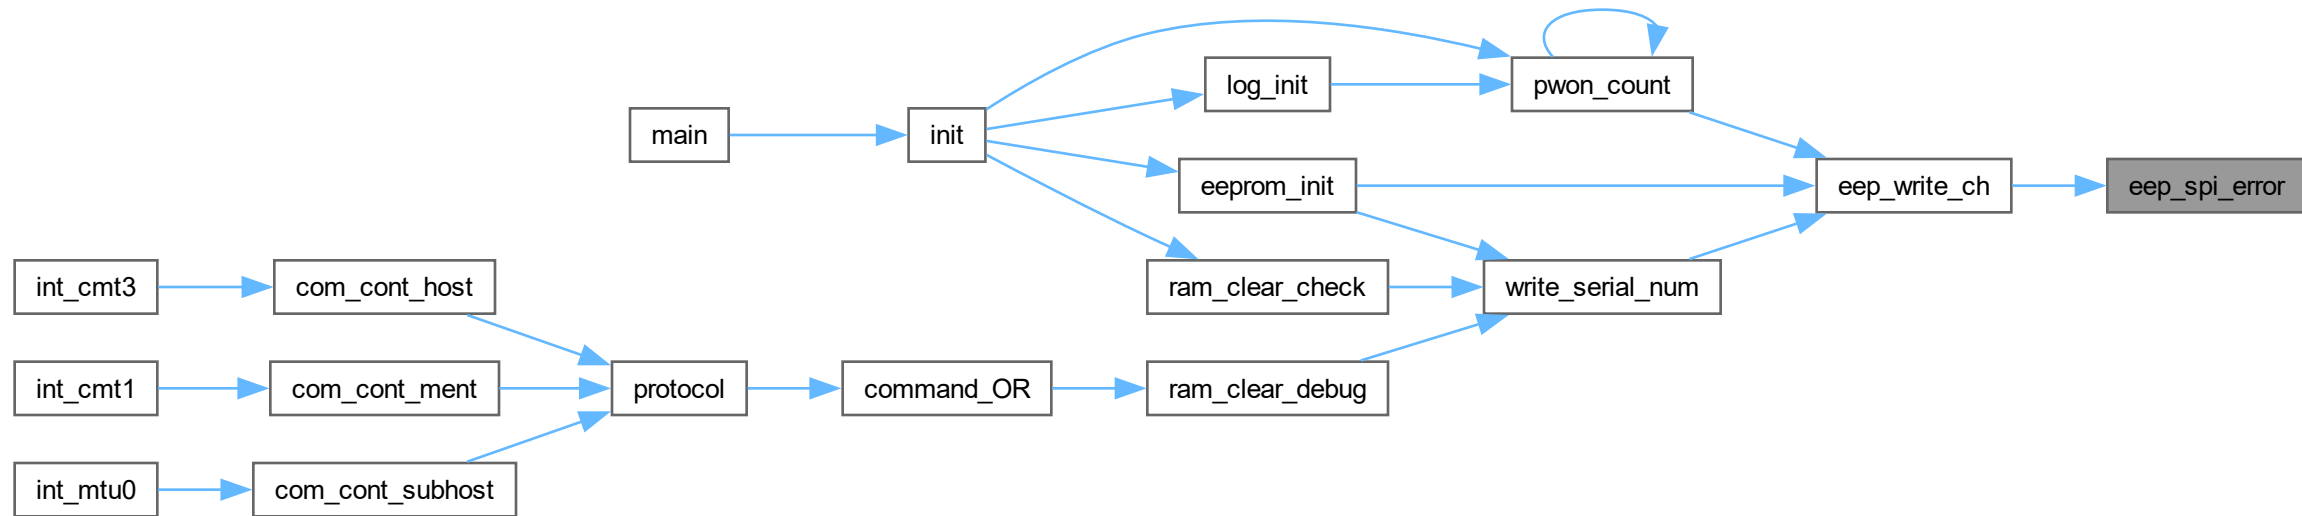 pwon_count
log_init
main
init
eeprom_init
eep_write_ch
eep_spi_error
int_cmt3
com_cont_host
ram_clear_check
write_serial_num
int_cmt1
com_cont_ment
protocol
command_OR
ram_clear_debug
int_mtu0
com_cont_subhost